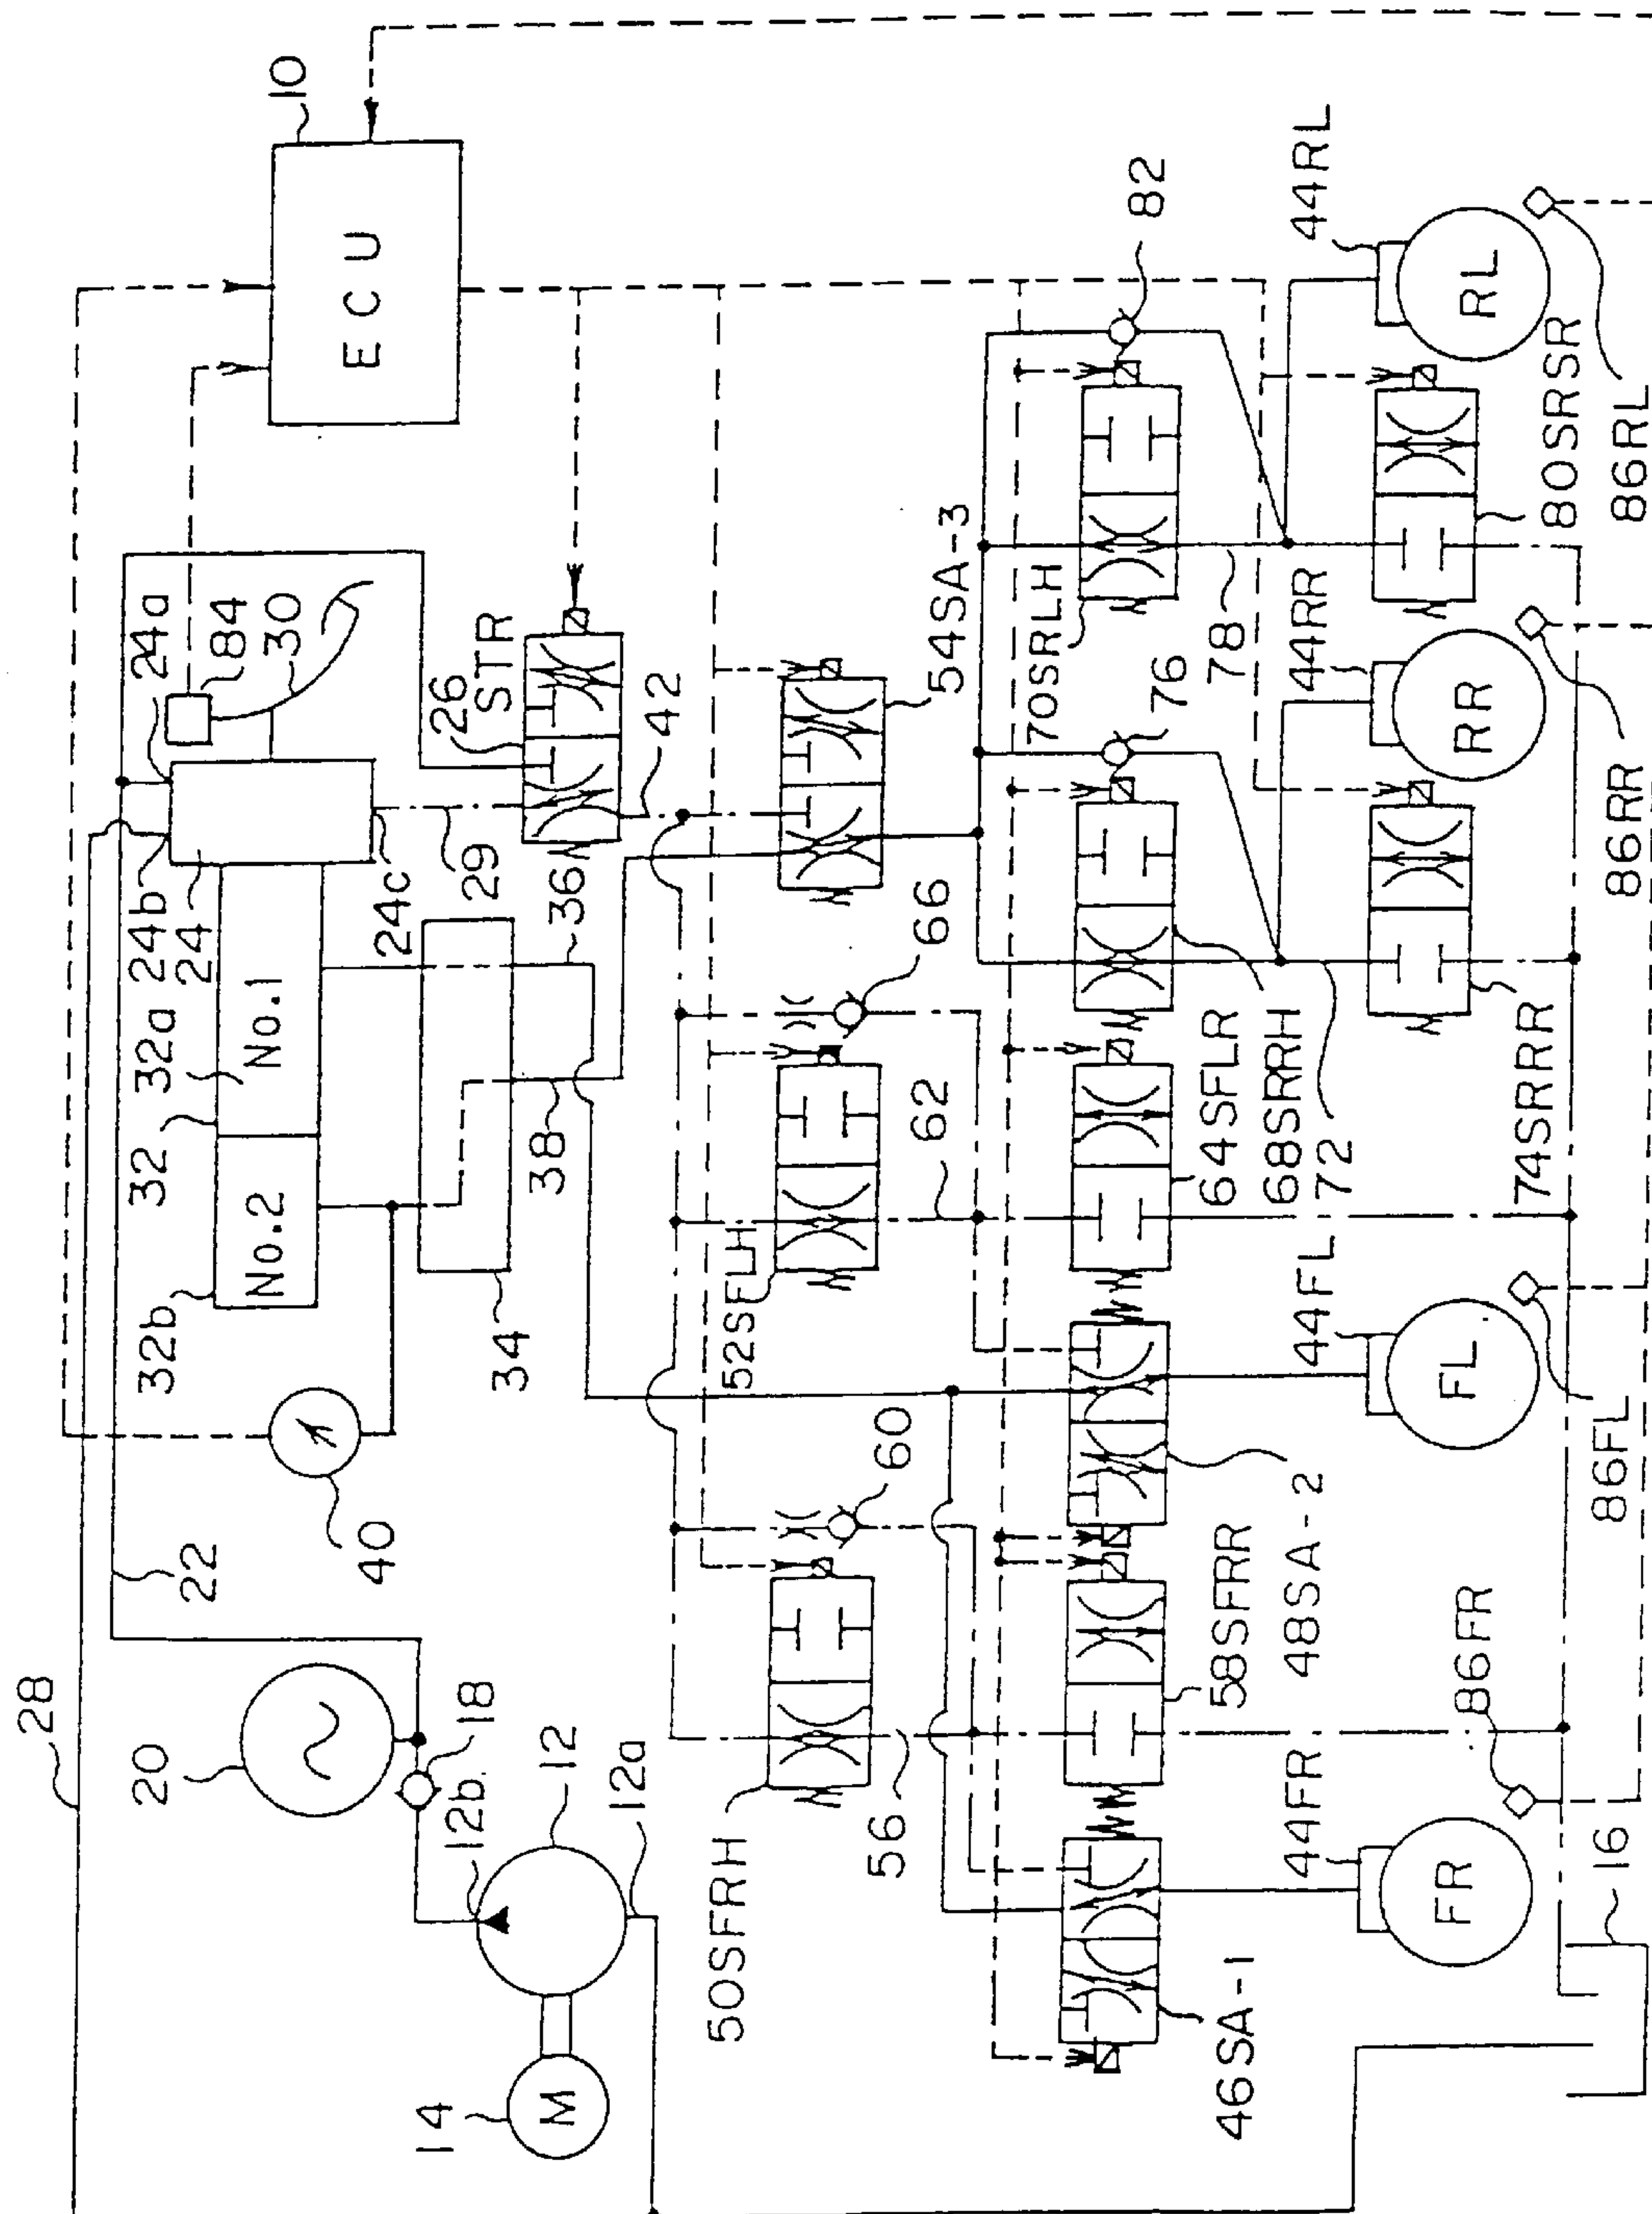 28
22
20
18
12b
12
12a
14
M
40
32b
32
32a
24b
24
24a
84
30
No.2
No.1
24c
29
34
38
36
26
STR
42
10
ECU
50SFRH
56
60
52SFLH
62
66
54SA-3
70SRLH
78
76
82
46SA-1
58SFRR
48SA-2
64SFLR
68SRRH
72
74SRRR
80SRSR
44FR
44FL
44RR
44RL
FR
FL
RR
RL
86FR
86FL
86RR
86RL
16